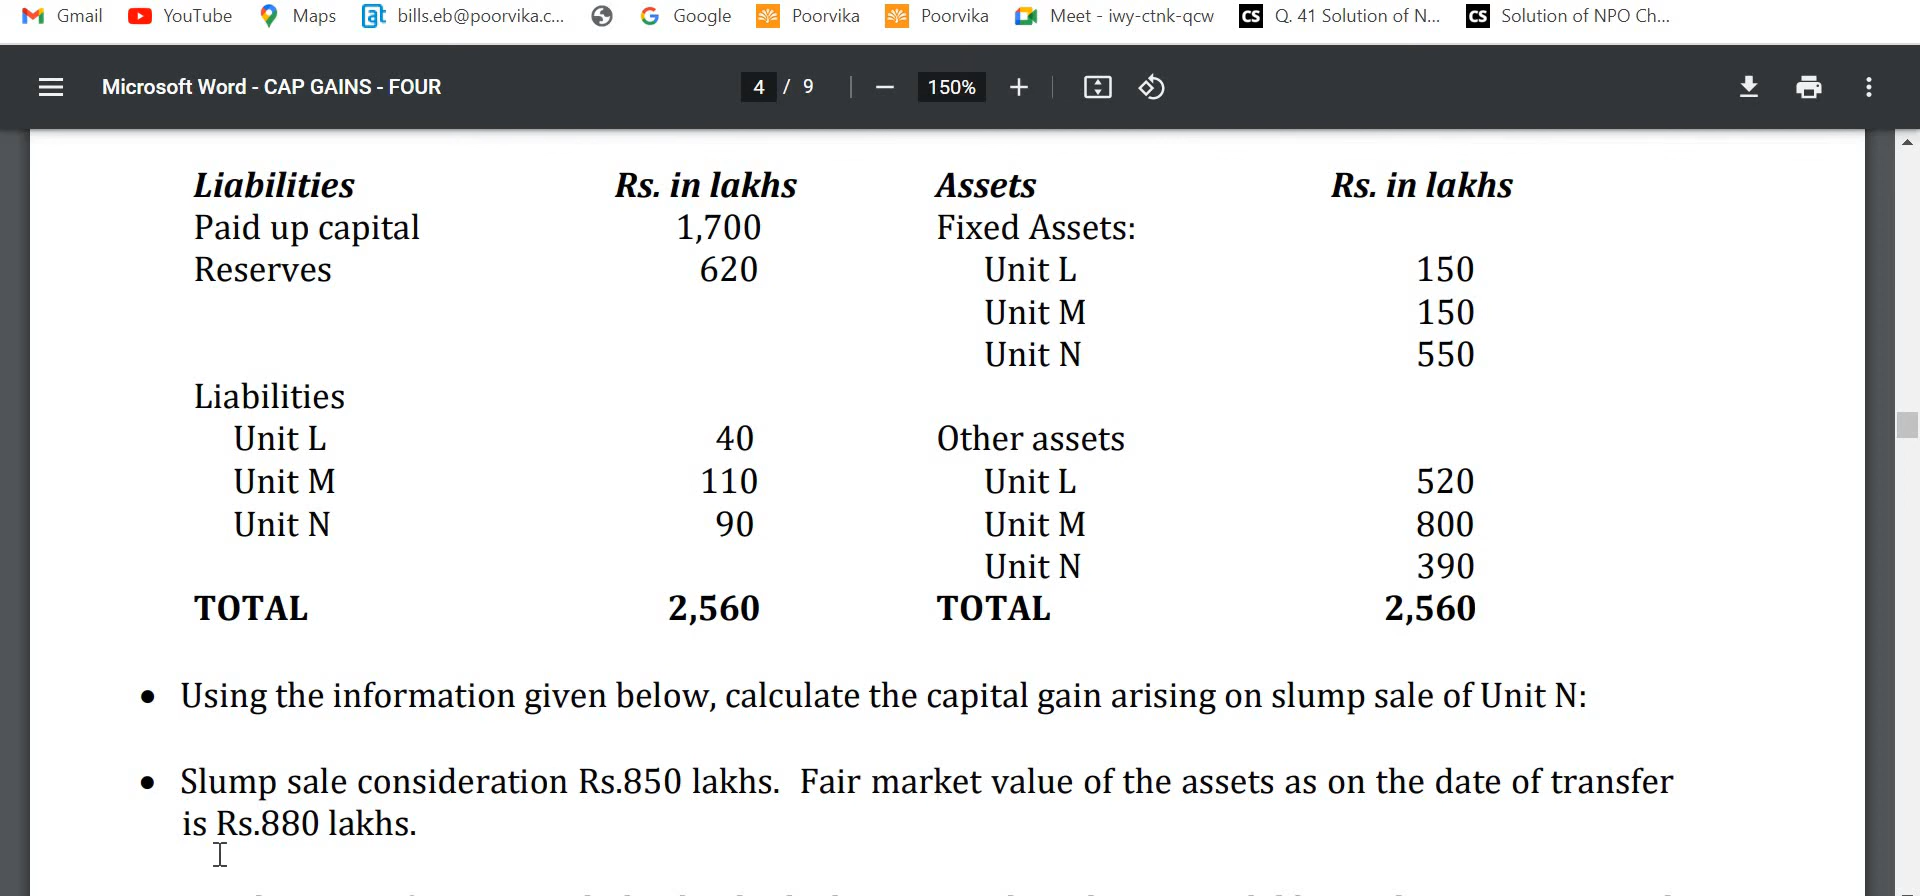 Gmail YouTube Maps bills.eb@poorvika.c... Google Poorvika Poorvika Meet - iwy-ctnk-qcw CS Q. 41 Solution of N... CS Solution of NPO Ch...
Microsoft Word - CAP GAINS - FOUR 4 / 9 150%
Liabilities Rs. in lakhs Assets Rs. in lakhs
Paid up capital 1,700 Fixed Assets:
Reserves 620 Unit L 150
Unit M 150
Unit N 550
Liabilities
Unit L 40 Other assets
Unit M 110 Unit L 520
Unit N 90 Unit M 800
Unit N 390
TOTAL 2,560 TOTAL 2,560
• Using the information given below, calculate the capital gain arising on slump sale of Unit N:
• Slump sale consideration Rs.850 lakhs. Fair market value of the assets as on the date of transfer
is Rs.880 lakhs.